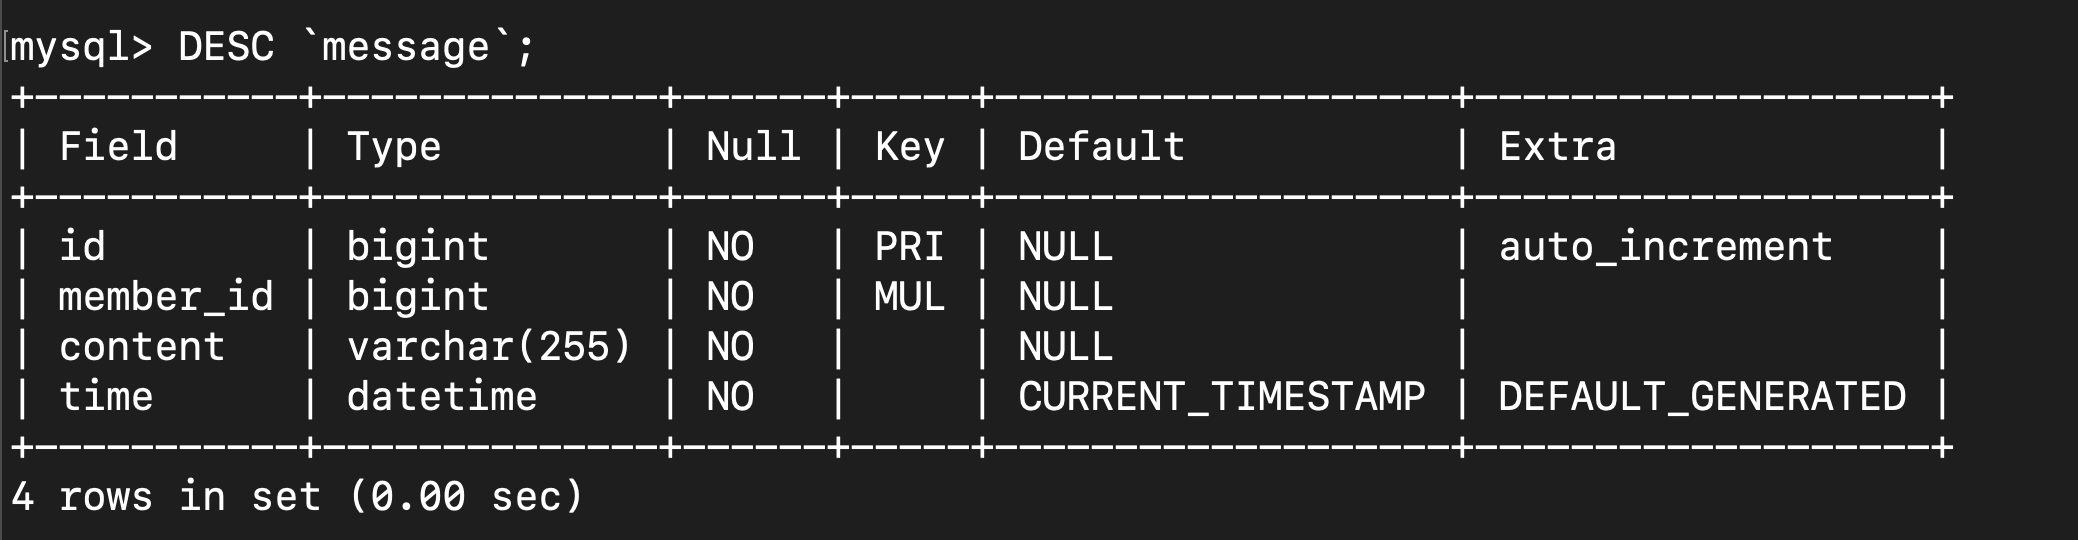 mysql> DESC `message`;
+-----------+--------------+------+-----+-------------------+-------------------+
| Field     | Type         | Null | Key | Default           | Extra             |
+-----------+--------------+------+-----+-------------------+-------------------+
| id        | bigint       | NO   | PRI | NULL              | auto_increment    |
| member_id | bigint       | NO   | MUL | NULL              |                   |
| content   | varchar(255) | NO   |     | NULL              |                   |
| time      | datetime     | NO   |     | CURRENT_TIMESTAMP | DEFAULT_GENERATED |
+-----------+--------------+------+-----+-------------------+-------------------+
4 rows in set (0.00 sec)